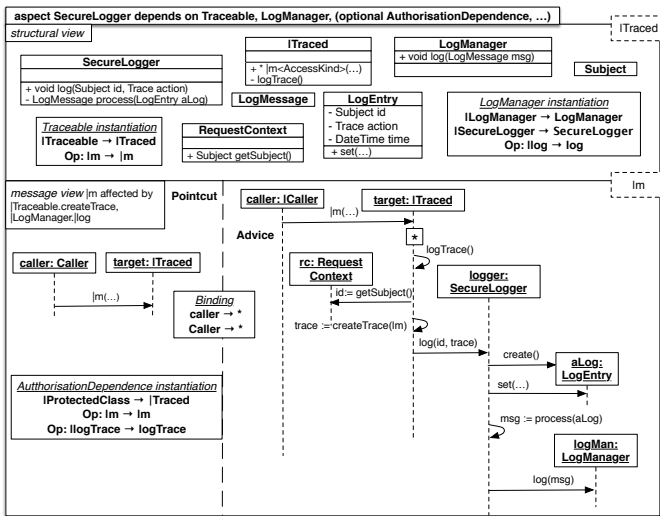 aspect SecureLogger depends on Traceable, LogManager, (optional AuthorisationDependence, ...)
structural view
|Traced
SecureLogger
+ void log(Subject id, Trace action)
- LogMessage process(LogEntry aLog)
|Traced
+ * |m<AccessKind>(...)
- logTrace()
LogManager
+ void log(LogMessage msg)
Subject
LogMessage
LogEntry
- Subject id
- Trace action
- DateTime time
+ set(...)
Traceable instantiation
|Traceable → |Traced
Op: |m → |m
RequestContext
+ Subject getSubject()
LogManager instantiation
|LogManager → LogManager
|SecureLogger → SecureLogger
Op: |log → log
message view |m affected by
|Traceable.createTrace,
|LogManager.|log
Pointcut
|m
caller: |Caller
target: |Traced
|m(...)
Advice
*
logTrace()
caller: Caller
target: |Traced
|m(...)
rc: Request
Context
logger:
SecureLogger
id:= getSubject()
Binding
caller → *
Caller → *
trace := createTrace(|m)
log(id, trace)
create()
aLog:
LogEntry
set(...)
AutthorisationDependence instantiation
|ProtectedClass → |Traced
Op: |m → |m
Op: |logTrace → logTrace
msg := process(aLog)
logMan:
LogManager
log(msg)